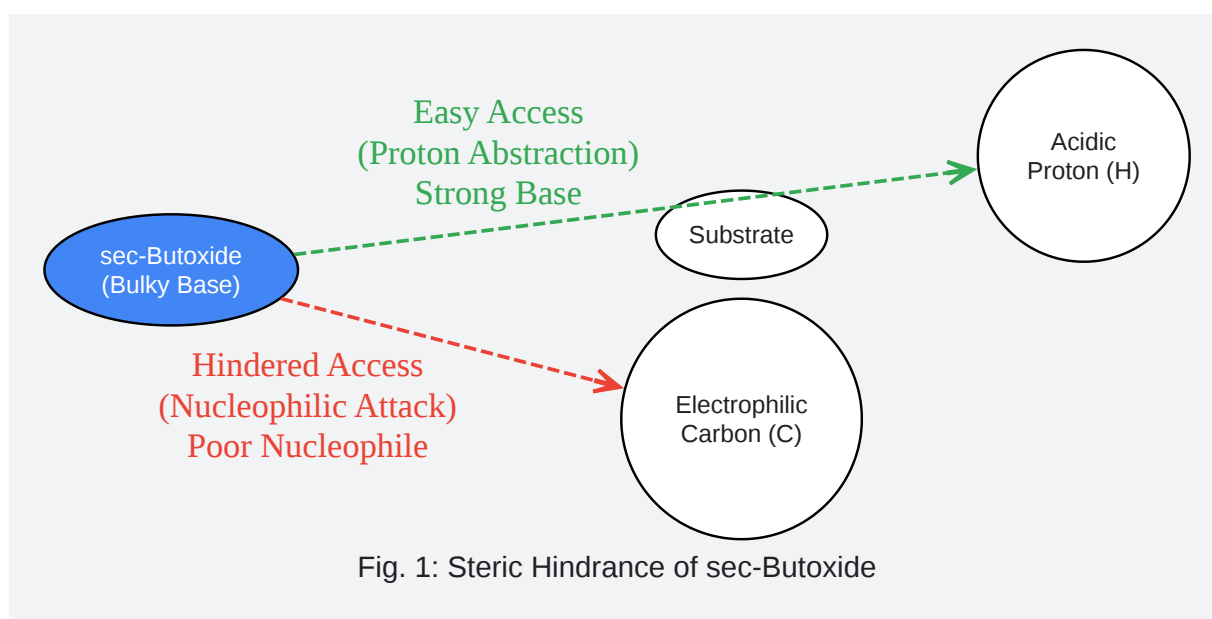 Easy Access
(Proton Abstraction)
Strong Base
Acidic
Proton (H)
Substrate
sec-Butoxide
(Bulky Base)
Hindered Access
(Nucleophilic Attack)
Poor Nucleophile
Electrophilic
Carbon (C)
Fig. 1: Steric Hindrance of sec-Butoxide